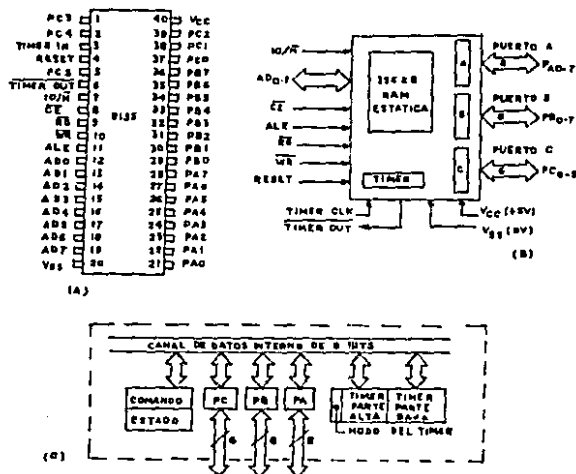 PC3 1 40 VCC
PC4 2 39 PC2
TIMER IN 3 38 PC1
RESET 4 37 PC0
PC5 5 36 PB7
TIMER OUT 6 35 PB6
IO/M 7 34 PB5
CE 8 33 PB4
RD 9 32 PB3
WR 10 31 PB2
ALE 11 30 PB1
AD0 12 29 PB0
AD1 13 28 PA7
AD2 14 27 PA6
AD3 15 26 PA5
AD4 16 25 PA4
AD5 17 24 PA3
AD6 18 23 PA2
AD7 19 22 PA1
VSS 20 21 PA0
8155
(A)
IO/M
AD0-7
CE
ALE
RD
WR
RESET
256 x 8
RAM
ESTATICA
TIMER
A
B
C
PUERTO A
8
PA0-7
PUERTO B
8
PB0-7
PUERTO C
6
PC0-5
TIMER CLK
TIMER OUT
VCC (+5V)
VSS (0V)
(B)
CANAL DE DATOS INTERNO DE 8 BITS
COMANDO
ESTADO
PC
PB
PA
TIMER
PARTE
ALTA
TIMER
PARTE
BAJA
MODO DEL TIMER
6
8
8
(C)